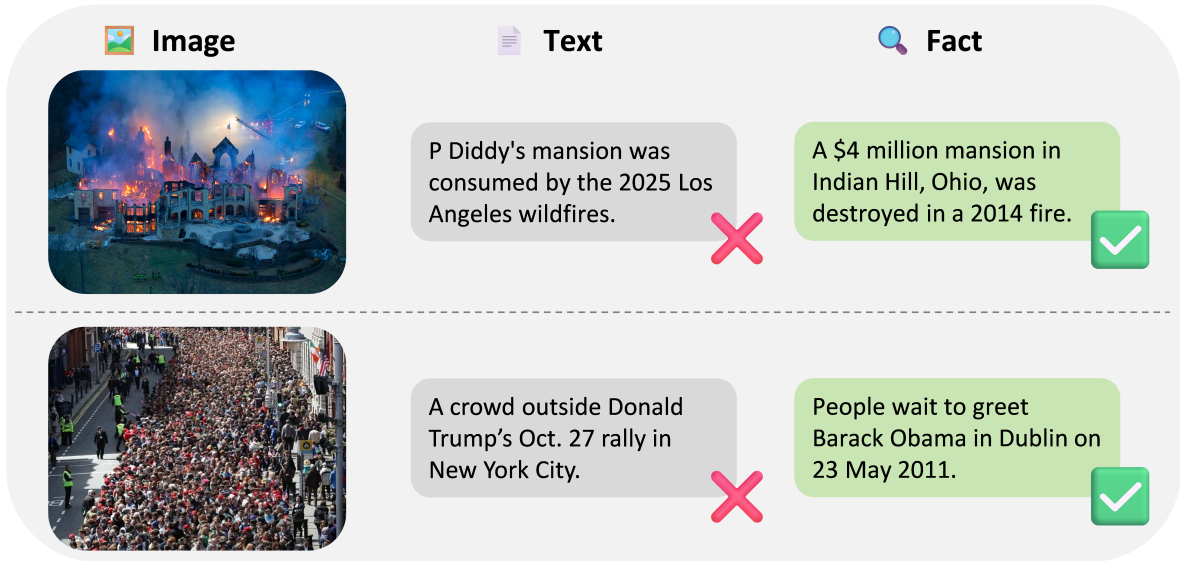 Image
Text
Fact
P Diddy's mansion was
consumed by the 2025 Los
Angeles wildfires.
A $4 million mansion in
Indian Hill, Ohio, was
destroyed in a 2014 fire.
A crowd outside Donald
Trump’s Oct. 27 rally in
New York City.
People wait to greet
Barack Obama in Dublin on
23 May 2011.